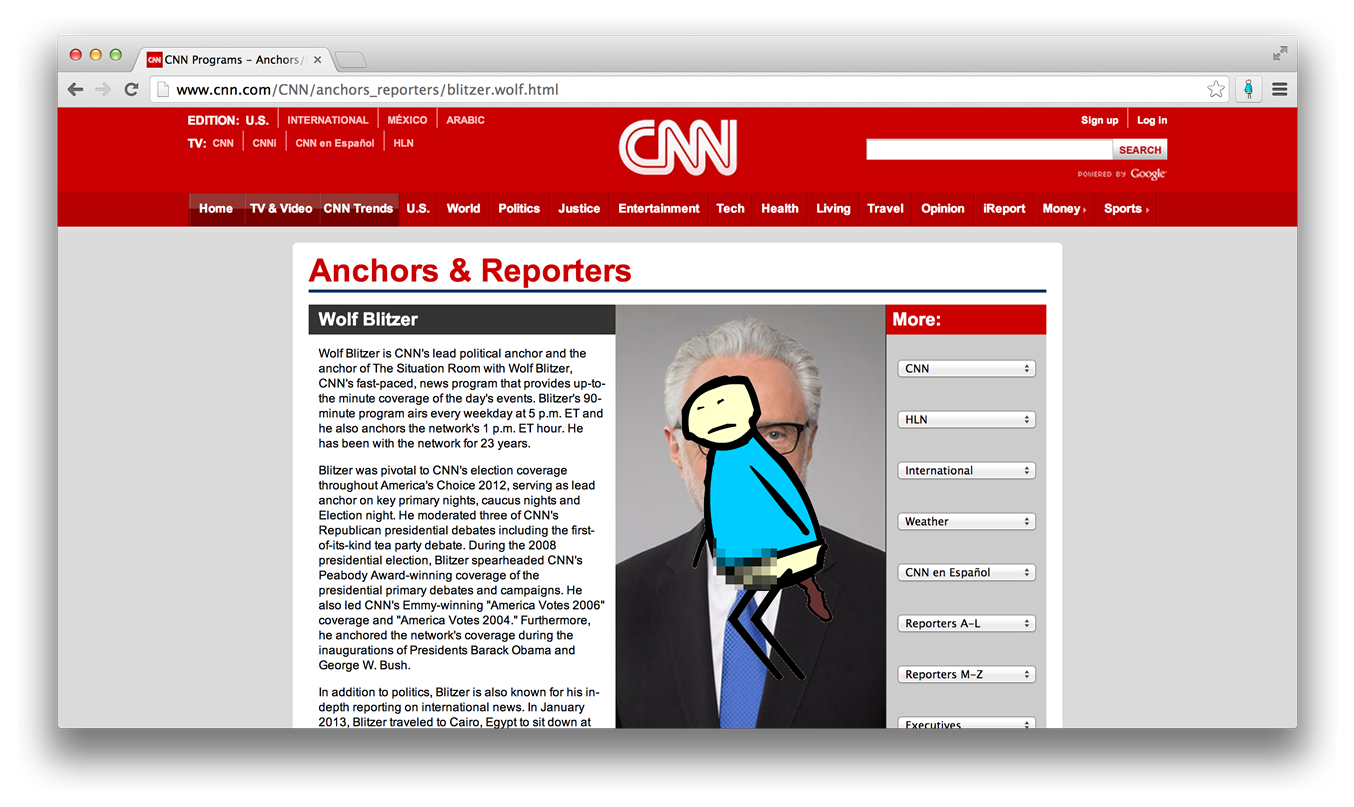 CNN CNN Programs – Anchors/
www.cnn.com/CNN/anchors_reporters/blitzer.wolf.html
EDITION: U.S. INTERNATIONAL MÉXICO ARABIC
TV: CNN CNNi CNN en Español HLN
CNN
Sign up Log in
SEARCH
POWERED BY Google
Home TV & Video CNN Trends U.S. World Politics Justice Entertainment Tech Health Living Travel Opinion iReport Money Sports
Anchors & Reporters
Wolf Blitzer
Wolf Blitzer is CNN's lead political anchor and the
anchor of The Situation Room with Wolf Blitzer,
CNN's fast-paced, news program that provides up-to-
the minute coverage of the day's events. Blitzer's 90-
minute program airs every weekday at 5 p.m. ET and
he also anchors the network's 1 p.m. ET hour. He
has been with the network for 23 years.
Blitzer was pivotal to CNN's election coverage
throughout America's Choice 2012, serving as lead
anchor on key primary nights, caucus nights and
Election night. He moderated three of CNN's
Republican presidential debates including the first-
of-its-kind tea party debate. During the 2008
presidential election, Blitzer spearheaded CNN's
Peabody Award-winning coverage of the
presidential primary debates and campaigns. He
also led CNN's Emmy-winning "America Votes 2006"
coverage and "America Votes 2004." Furthermore,
he anchored the network's coverage during the
inaugurations of Presidents Barack Obama and
George W. Bush.
In addition to politics, Blitzer is also known for his in-
depth reporting on international news. In January
2013, Blitzer traveled to Cairo, Egypt to sit down at
More:
CNN
HLN
International
Weather
CNN en Español
Reporters A-L
Reporters M-Z
Executives